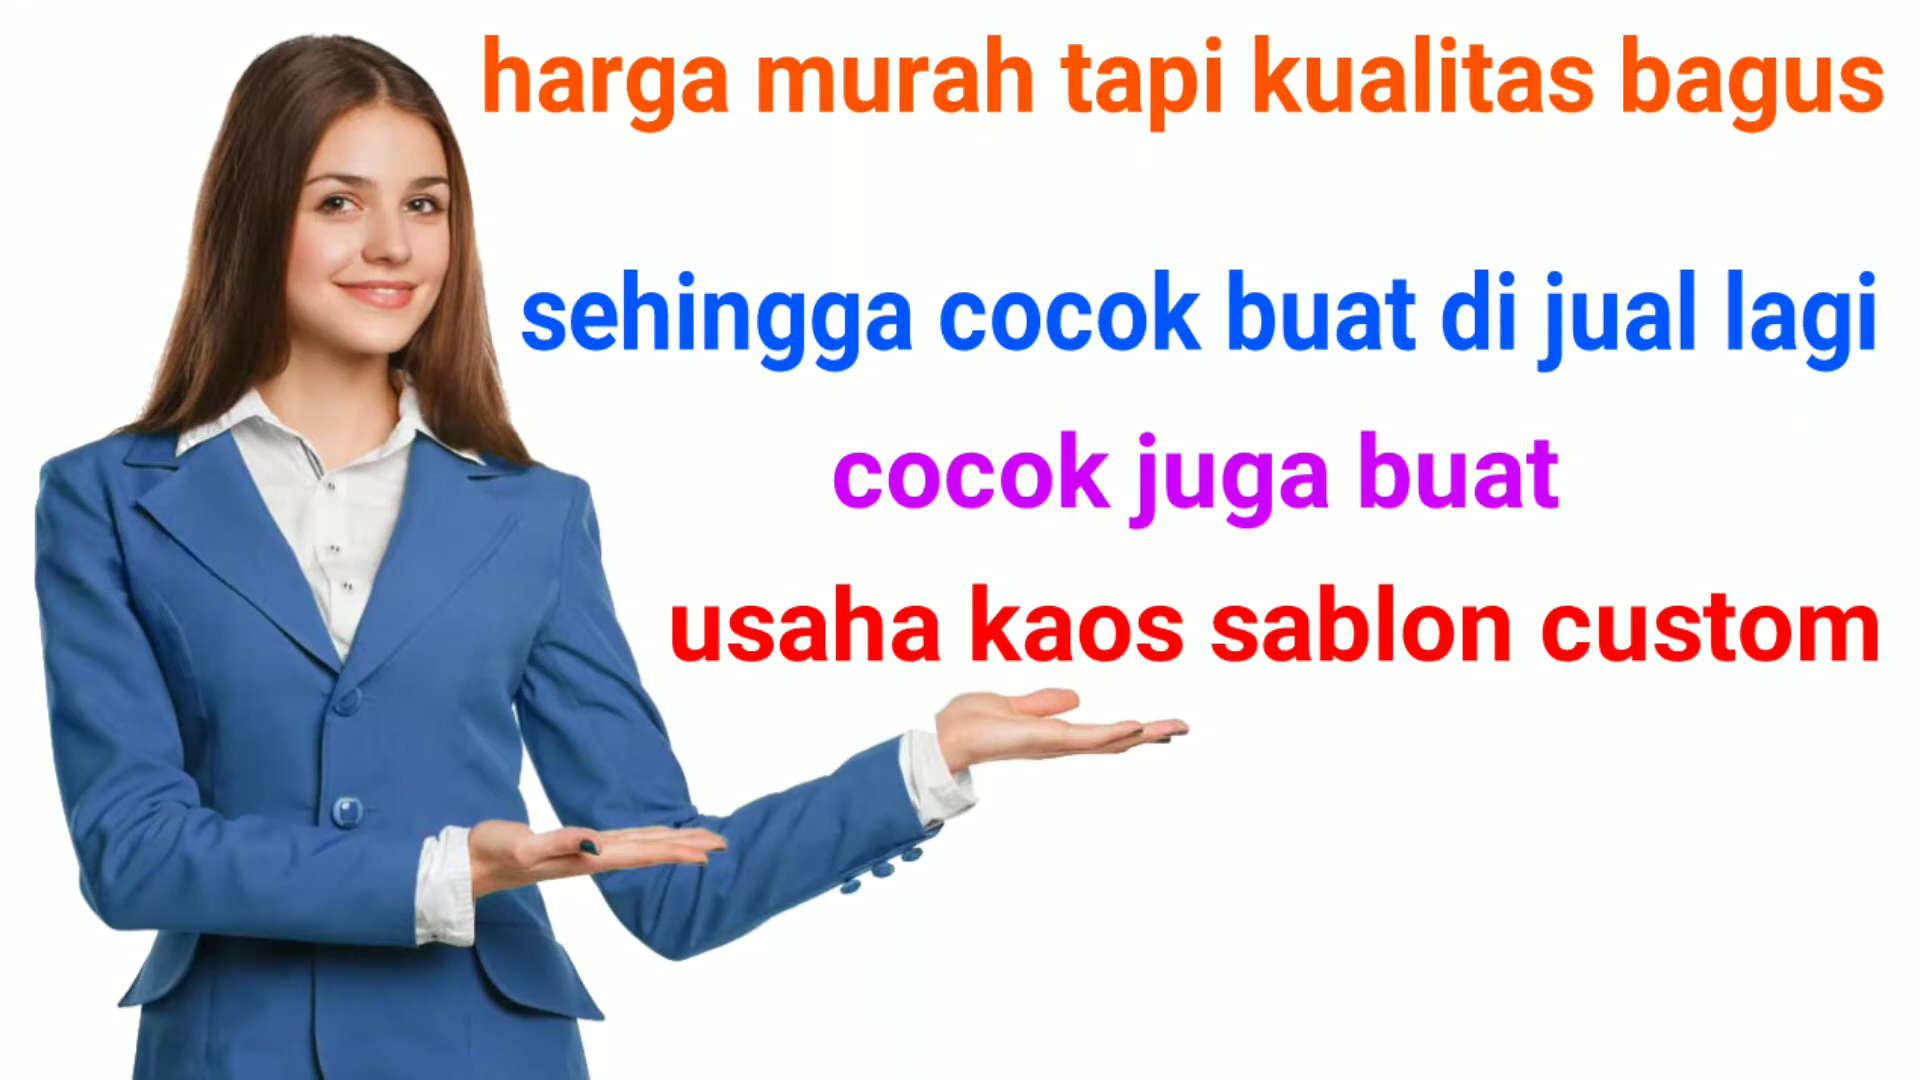 harga murah tapi kualitas bagus
sehingga cocok buat di jual lagi
cocok juga buat
usaha kaos sablon custom